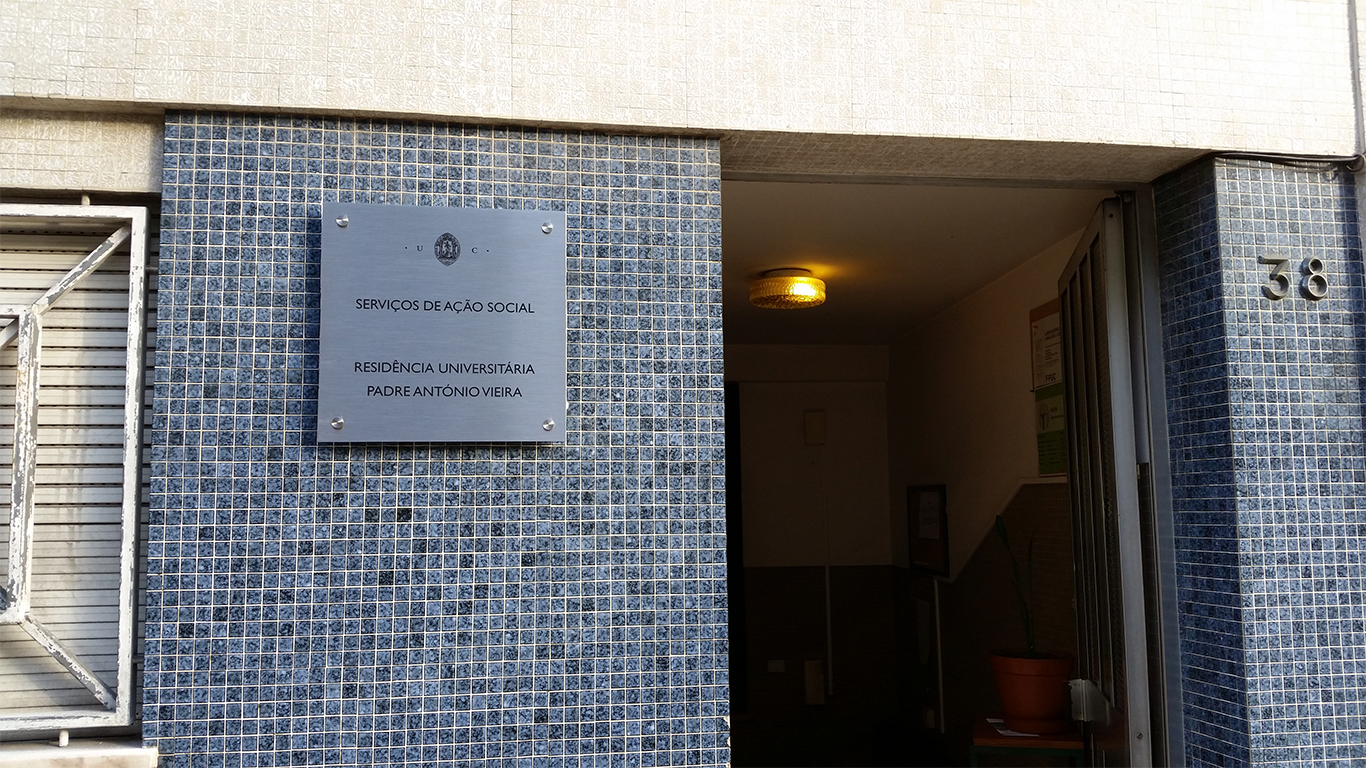 · U C ·
SERVIÇOS DE AÇÃO SOCIAL
RESIDÊNCIA UNIVERSITÁRIA
PADRE ANTÓNIO VIEIRA
38